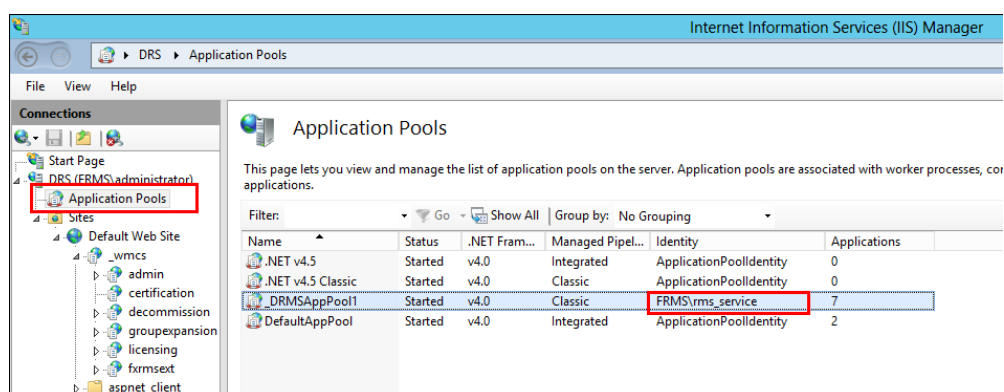 Internet Information Services (IIS) Manager
DRS Application Pools
File View Help
Connections
Start Page
DRS (FRMS\administrator)
Application Pools
Sites
Default Web Site
_wmcs
admin
certification
decommission
groupexpansion
licensing
fxrmsext
aspnet_client
Application Pools
This page lets you view and manage the list of application pools on the server. Application pools are associated with worker processes, con
applications.
Filter: Go Show All Group by: No Grouping
Name Status .NET Fram... Managed Pipel... Identity Applications
.NET v4.5 Started v4.0 Integrated ApplicationPoolIdentity 0
.NET v4.5 Classic Started v4.0 Classic ApplicationPoolIdentity 0
_DRMSAppPool1 Started v4.0 Classic FRMS\rms_service 7
DefaultAppPool Started v4.0 Integrated ApplicationPoolIdentity 2